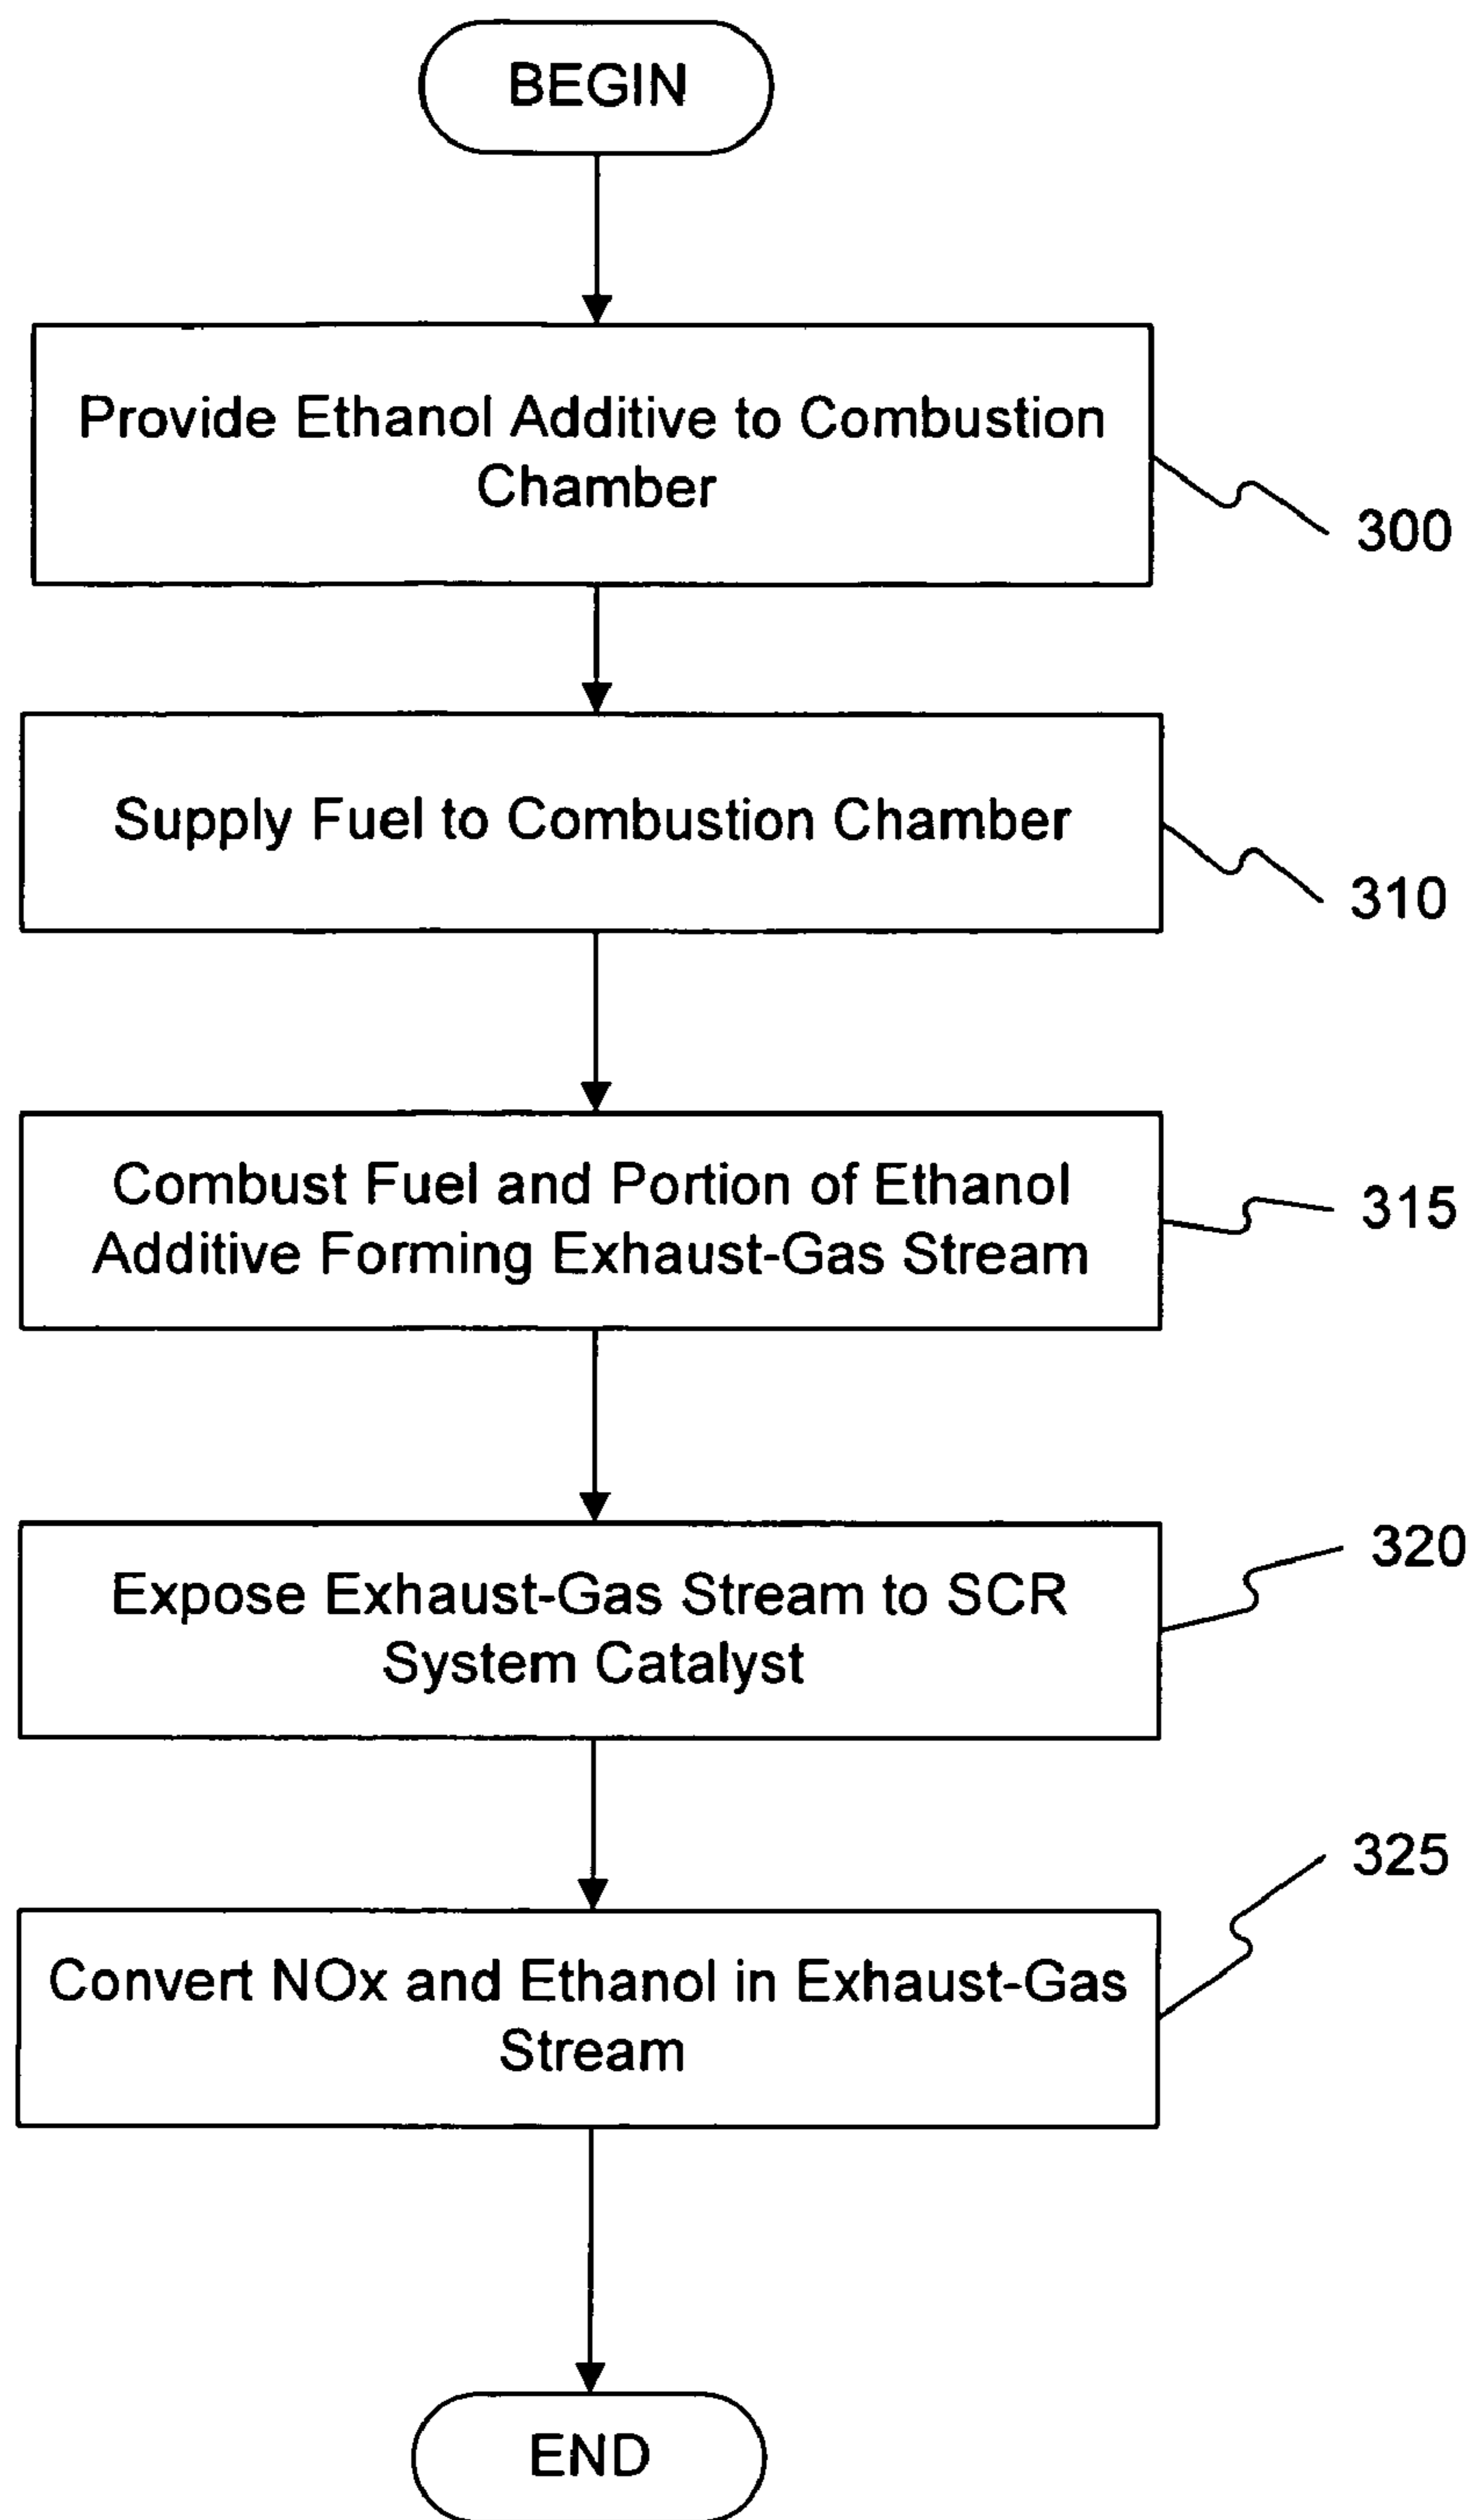 BEGIN
Provide Ethanol Additive to Combustion
Chamber
300
Supply Fuel to Combustion Chamber
310
Combust Fuel and Portion of Ethanol
Additive Forming Exhaust-Gas Stream
315
Expose Exhaust-Gas Stream to SCR
System Catalyst
320
Convert NOx and Ethanol in Exhaust-Gas
Stream
325
END